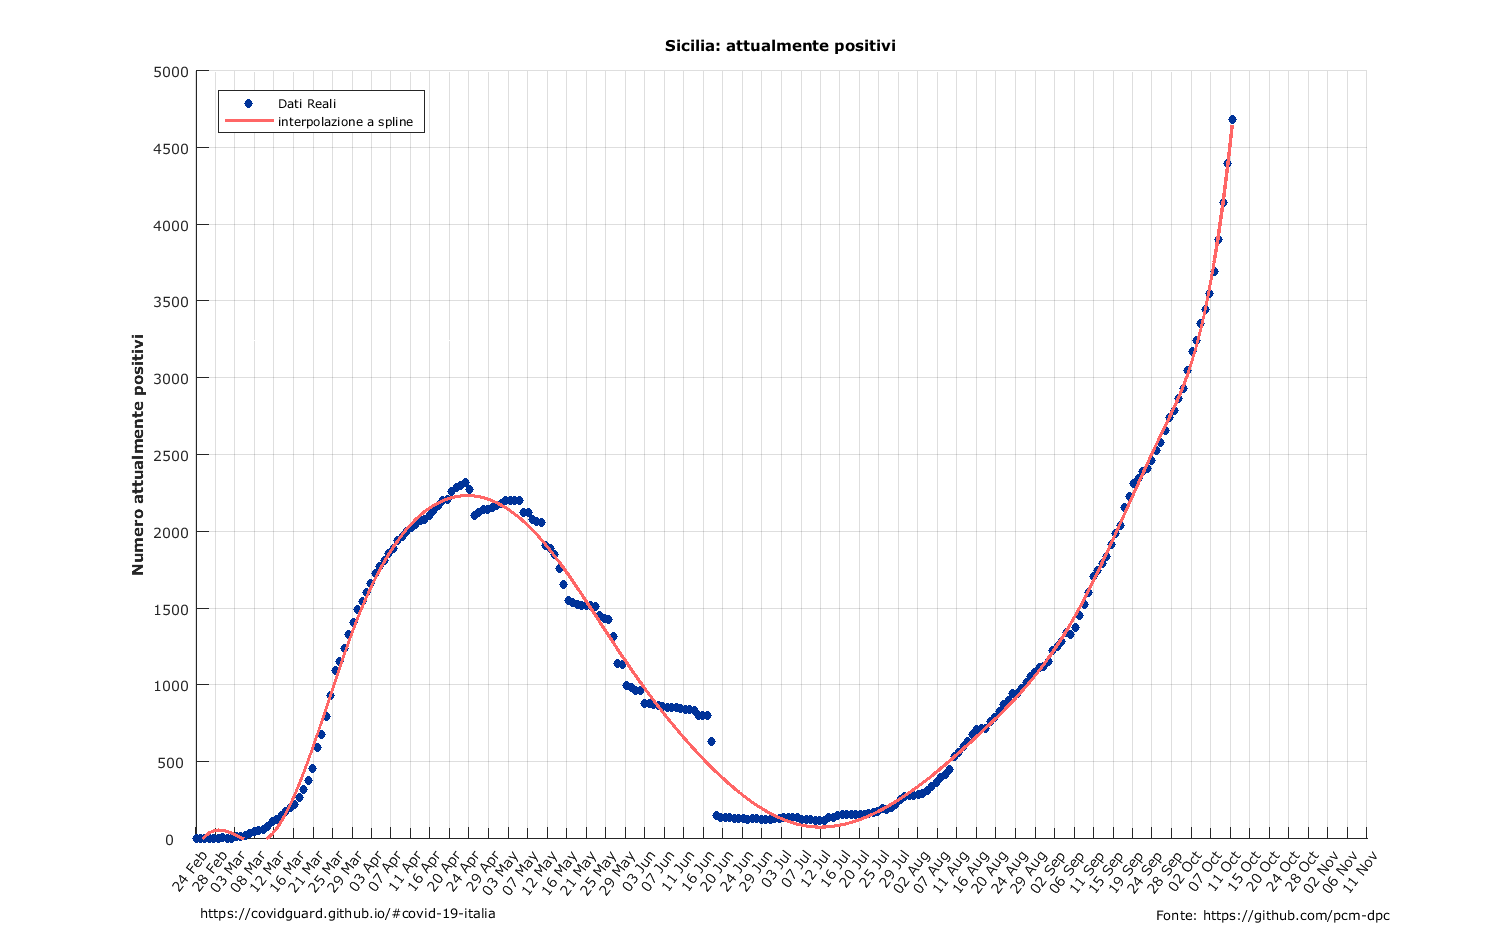 Sicilia: attualmente positivi
5000
4500
4000
3500
3000
2500
2000
1500
1000
500
0
Numero attualmente positivi
Dati Reali
interpolazione a spline
24 Feb
28 Feb
03 Mar
08 Mar
12 Mar
16 Mar
21 Mar
25 Mar
29 Mar
03 Apr
07 Apr
11 Apr
16 Apr
20 Apr
24 Apr
29 Apr
03 May
07 May
12 May
16 May
21 May
25 May
29 May
03 Jun
07 Jun
11 Jun
16 Jun
20 Jun
24 Jun
29 Jun
03 Jul
07 Jul
12 Jul
16 Jul
20 Jul
25 Jul
29 Jul
02 Aug
07 Aug
11 Aug
16 Aug
20 Aug
24 Aug
29 Aug
02 Sep
06 Sep
11 Sep
15 Sep
19 Sep
24 Sep
28 Sep
02 Oct
07 Oct
11 Oct
15 Oct
20 Oct
24 Oct
28 Oct
02 Nov
06 Nov
11 Nov
https://covidguard.github.io/#covid-19-italia
Fonte: https://github.com/pcm-dpc